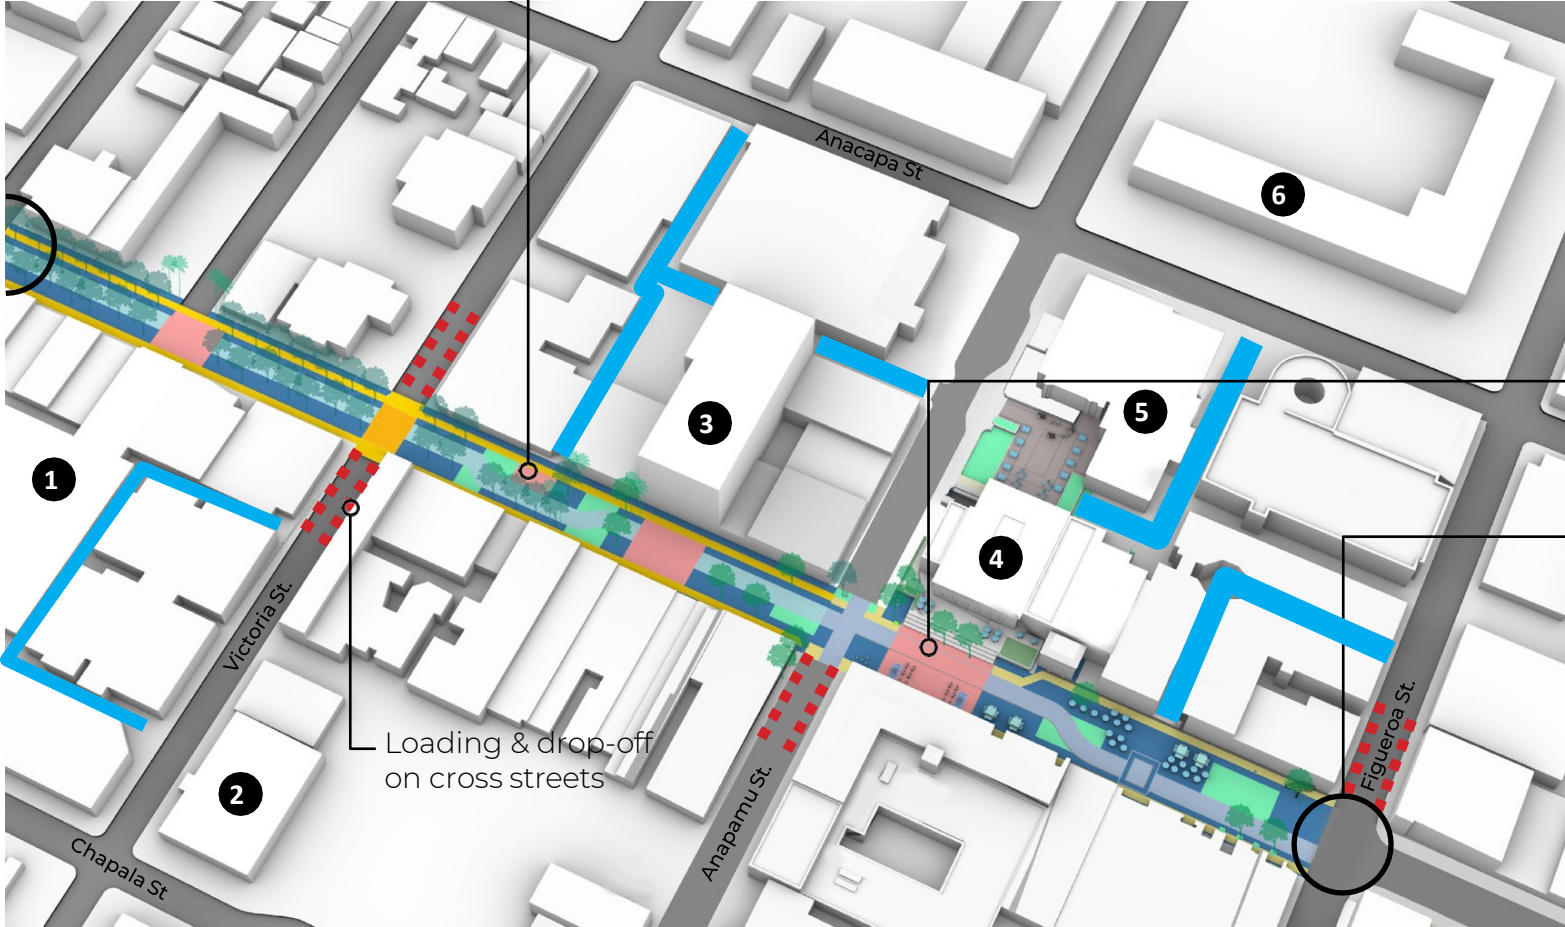 Anacapa St
6
5
3
1
4
Victoria St.
Figueroa St.
Loading & drop-off
on cross streets
2
Anapamu St.
Chapala St